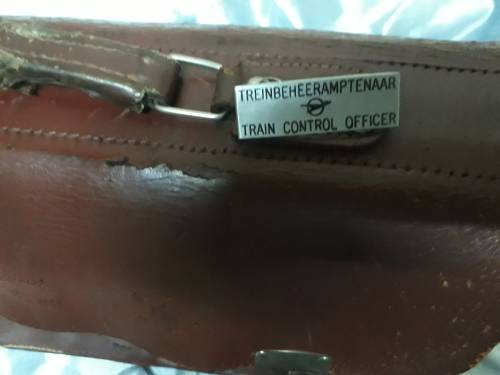 TREINBEHEERAMPTENAAR
TRAIN CONTROL OFFICER